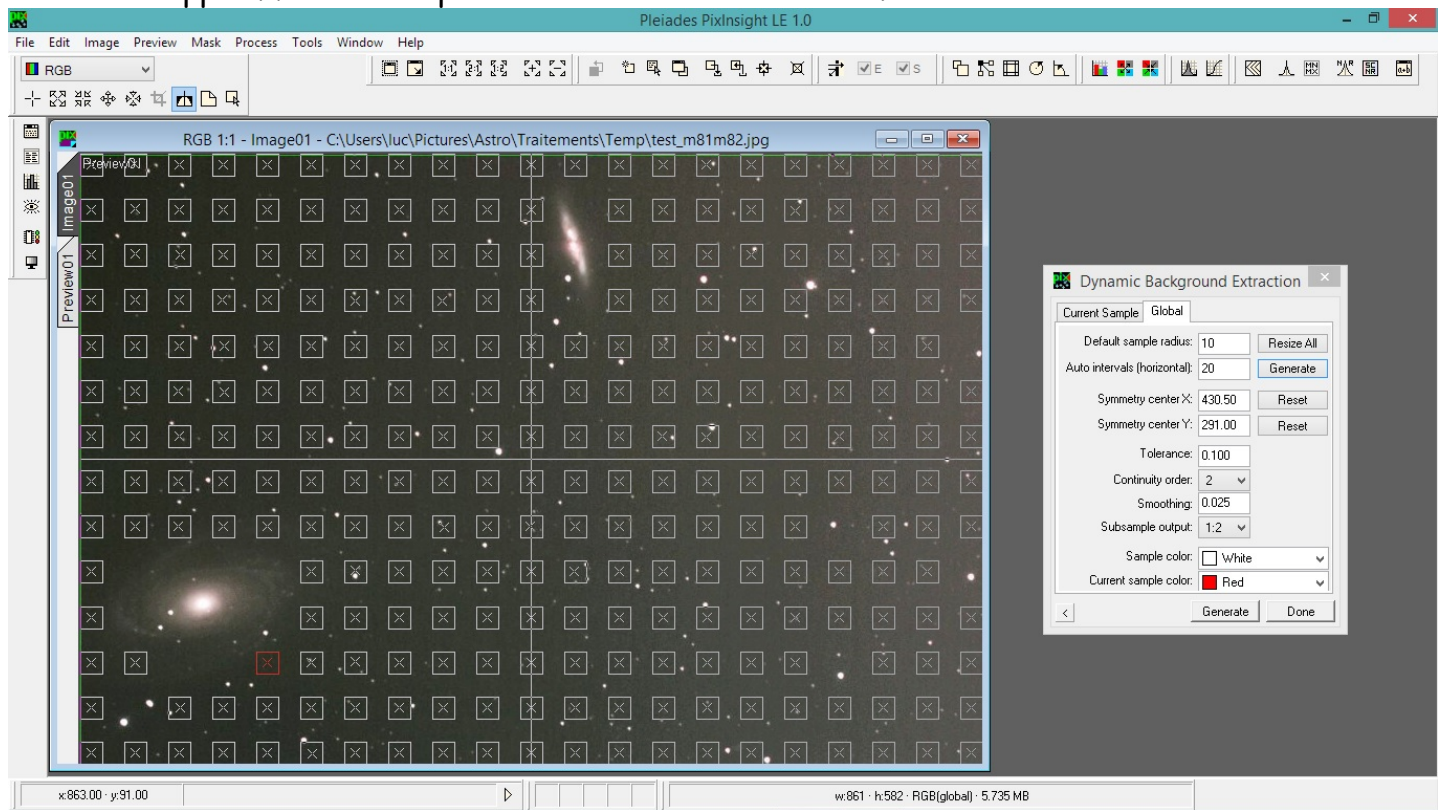 Pleiades PixInsight LE 1.0
File Edit Image Preview Mask Process Tools Window Help
RGB
E S
RGB 1:1 - Image01 - C:\Users\luc\Pictures\Astro\Traitements\Temp\test_m81m82.jpg
Preview01
Image01
Preview01
Dynamic Background Extraction
Current Sample Global
Default sample radius: 10 Resize All
Auto intervals (horizontal): 20 Generate
Symmetry center X: 430.50 Reset
Symmetry center Y: 291.00 Reset
Tolerance: 0.100
Continuity order: 2
Smoothing: 0.025
Subsample output: 1:2
Sample color: White
Current sample color: Red
< Generate Done
x:863.00 · y:91.00
w:861 · h:582 · RGB(global) · 5.735 MB